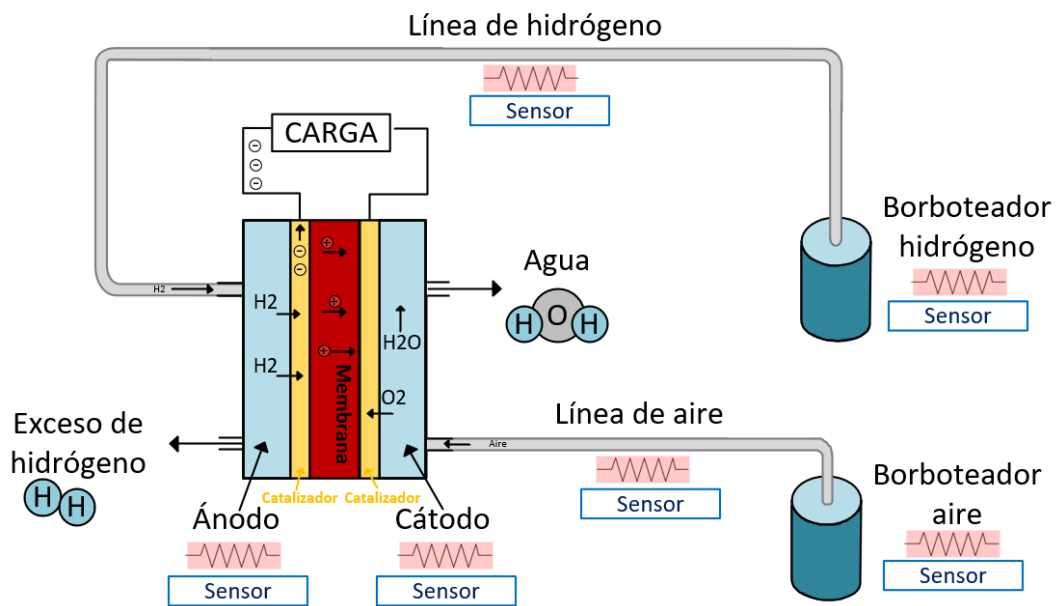 Línea de hidrógeno
Sensor
CARGA
Borboteador
hidrógeno
Sensor
Agua
H O H
H2
H2
H2O
H2
Membrana
O2
Línea de aire
Aire
Sensor
Exceso de
hidrógeno
H H
Catalizador Catalizador
Ánodo
Sensor
Cátodo
Sensor
Borboteador
aire
Sensor